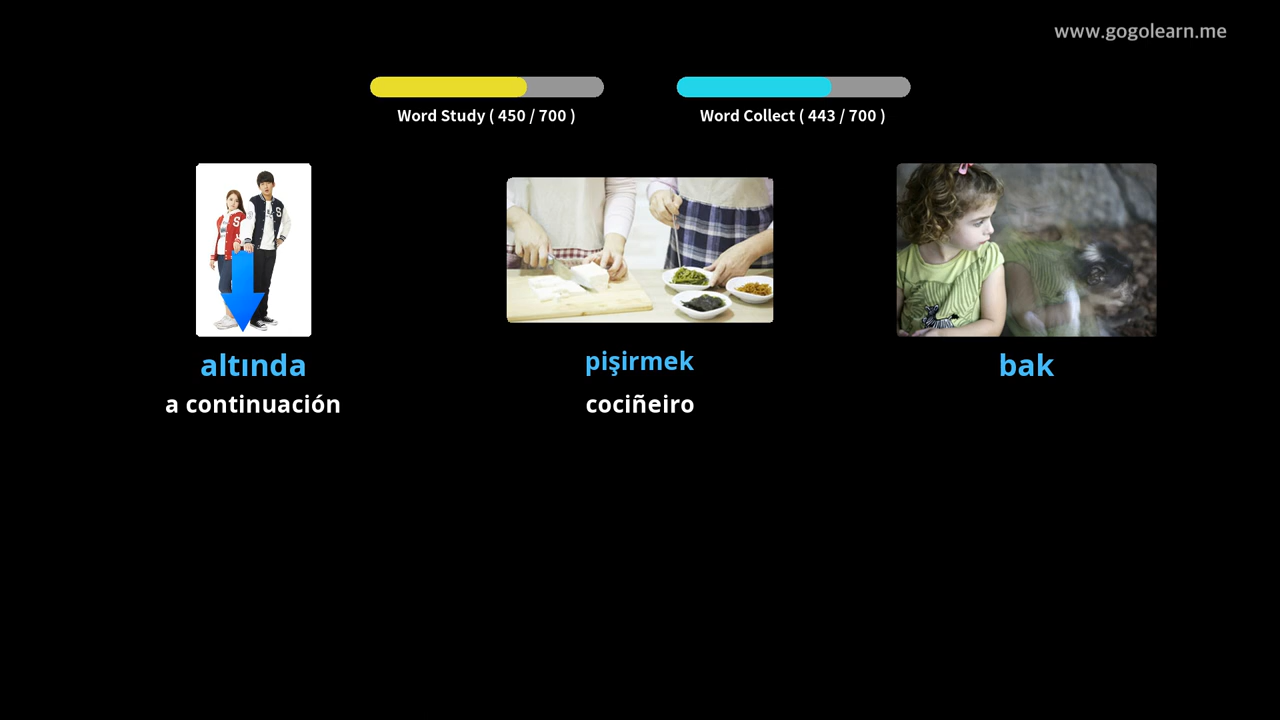 www.gogolearn.me
Word Study ( 450 / 700 )
Word Collect ( 443 / 700 )
S
S
altında
pişirmek
bak
a continuación
cociñeiro